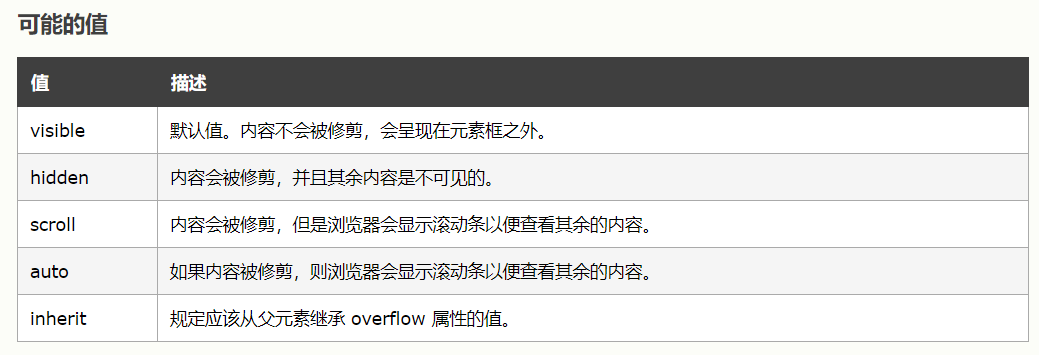 可能的值
值 描述
visible 默认值。内容不会被修剪，会呈现在元素框之外。
hidden 内容会被修剪，并且其余内容是不可见的。
scroll 内容会被修剪，但是浏览器会显示滚动条以便查看其余的内容。
auto 如果内容被修剪，则浏览器会显示滚动条以便查看其余的内容。
inherit 规定应该从父元素继承 overflow 属性的值。